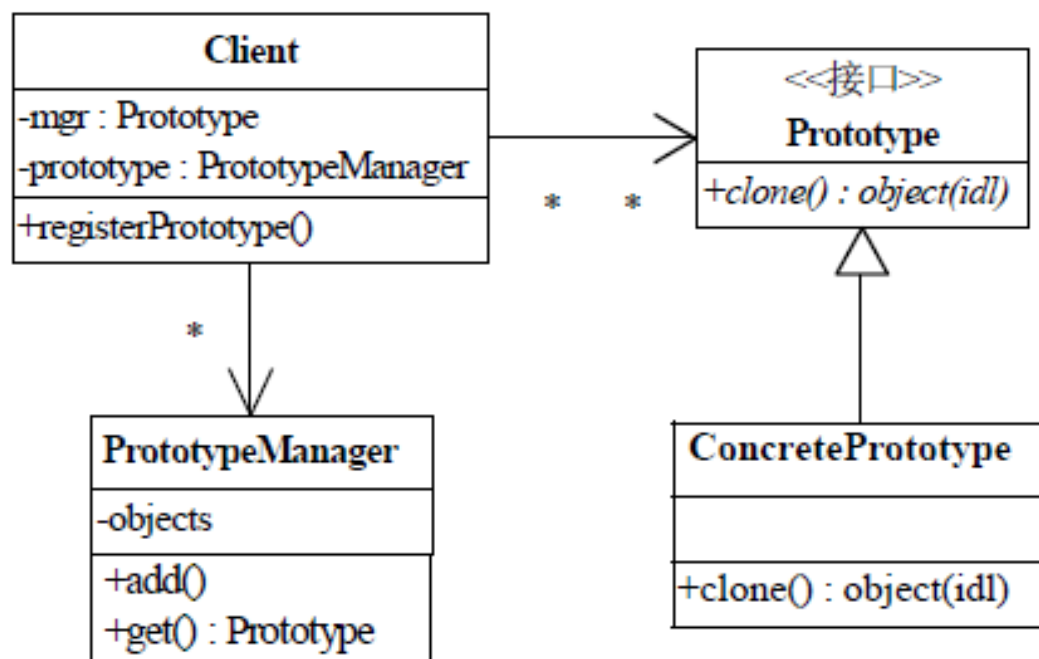 Client
-mgr : Prototype
-prototype : PrototypeManager
+registerPrototype()
<<接口>>
Prototype
+clone() : object(idl)
*
*
*
PrototypeManager
-objects
+add()
+get() : Prototype
ConcretePrototype
+clone() : object(idl)